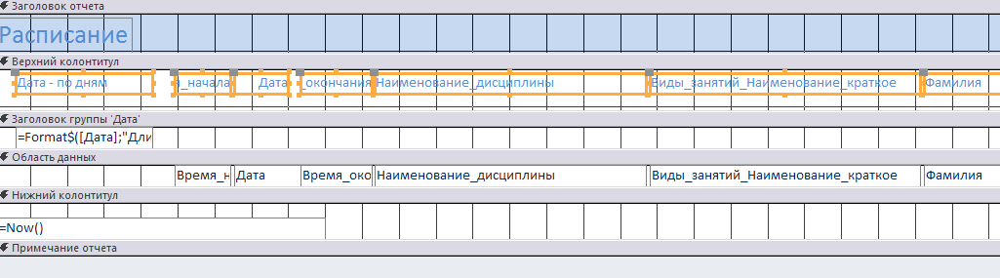 Заголовок отчета
Расписание
Верхний колонтитул
Дата - по дням _начала Дата _окончания Наименование_дисциплины Виды_занятий_Наименование_краткое Фамилия
Заголовок группы 'Дата'
=Format$([Дата];"Дли
Область данных
Время_н Дата Время_око Наименование_дисциплины Виды_занятий_Наименование_краткое Фамилия
Нижний колонтитул
=Now()
Примечание отчета